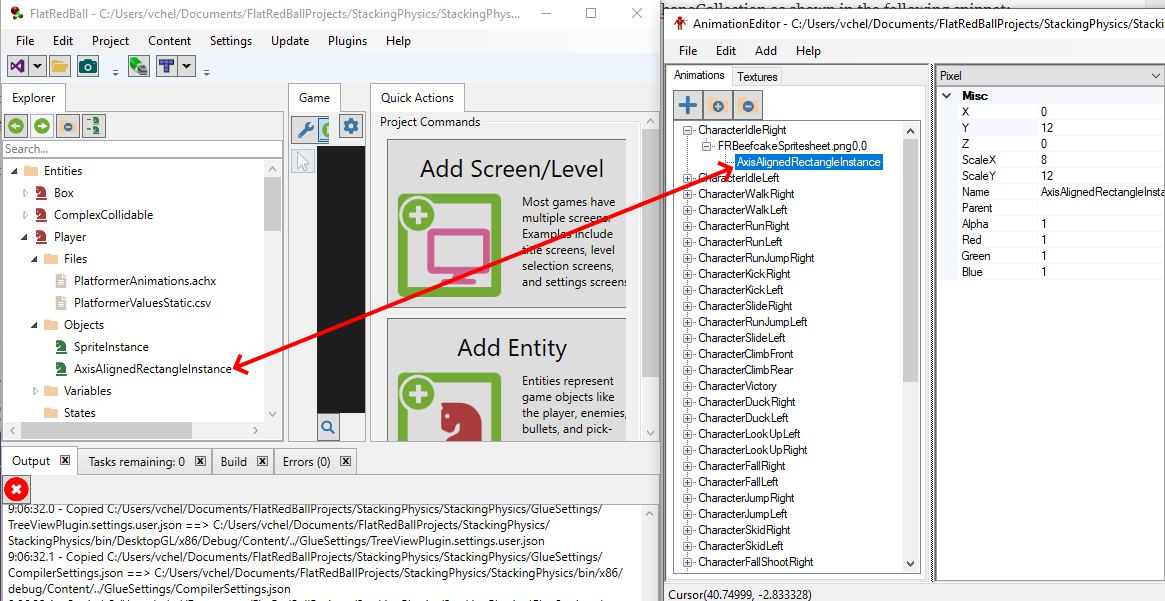 honeCollection as shown in the following snippet:
FlatRedBall - C:/Users/vchel/Documents/FlatRedBallProjects/StackingPhysics/StackingPhys...
File Edit Project Content Settings Update Plugins Help
Explorer
Search...
Entities
Box
ComplexCollidable
Player
Files
PlatformerAnimations.achx
PlatformerValuesStatic.csv
Objects
SpriteInstance
AxisAlignedRectangleInstance
Variables
States
Game
Quick Actions
Project Commands
Add Screen/Level
Most games have
multiple screens.
Examples include
title screens, level
selection screens,
and settings screens
Add Entity
Entities represent
game objects like
the player, enemies,
bullets, and pick-
Output
Tasks remaining: 0
Build
Errors (0)
9:06:32.0 - Copied C:/Users/vchel/Documents/FlatRedBallProjects/StackingPhysics/StackingPhysics/GlueSettings/
TreeViewPlugin.settings.user.json ==> C:/Users/vchel/Documents/FlatRedBallProjects/StackingPhysics/
StackingPhysics/bin/DesktopGL/x86/Debug/Content/../GlueSettings/TreeViewPlugin.settings.user.json
9:06:32.1 - Copied C:/Users/vchel/Documents/FlatRedBallProjects/StackingPhysics/StackingPhysics/GlueSettings/
CompilerSettings.json ==> C:/Users/vchel/Documents/FlatRedBallProjects/StackingPhysics/StackingPhysics/bin/x86/
debug/Content/../GlueSettings/CompilerSettings.json
AnimationEditor - C:/Users/vchel/Documents/FlatRedBallProjects/StackingPhysics/Stacking
File Edit Add Help
Animations
Textures
CharacterIdleRight
FRBeefcakeSpritesheet.png0,0
AxisAlignedRectangleInstance
CharacterIdleLeft
CharacterWalkRight
CharacterWalkLeft
CharacterRunRight
CharacterRunLeft
CharacterRunJumpRight
CharacterKickRight
CharacterKickLeft
CharacterSlideRight
CharacterRunJumpLeft
CharacterSlideLeft
CharacterClimbFront
CharacterClimbRear
CharacterVictory
CharacterDuckRight
CharacterDuckLeft
CharacterLookUpLeft
CharacterLookUpRight
CharacterFallRight
CharacterFallLeft
CharacterJumpRight
CharacterJumpLeft
CharacterSkidRight
CharacterSkidLeft
CharacterFallShootRight
Pixel
Misc
X 0
Y 12
Z 0
ScaleX 8
ScaleY 12
Name AxisAlignedRectangleInsta
Parent
Alpha 1
Red 1
Green 1
Blue 1
Cursor(40.74999, -2.833328)